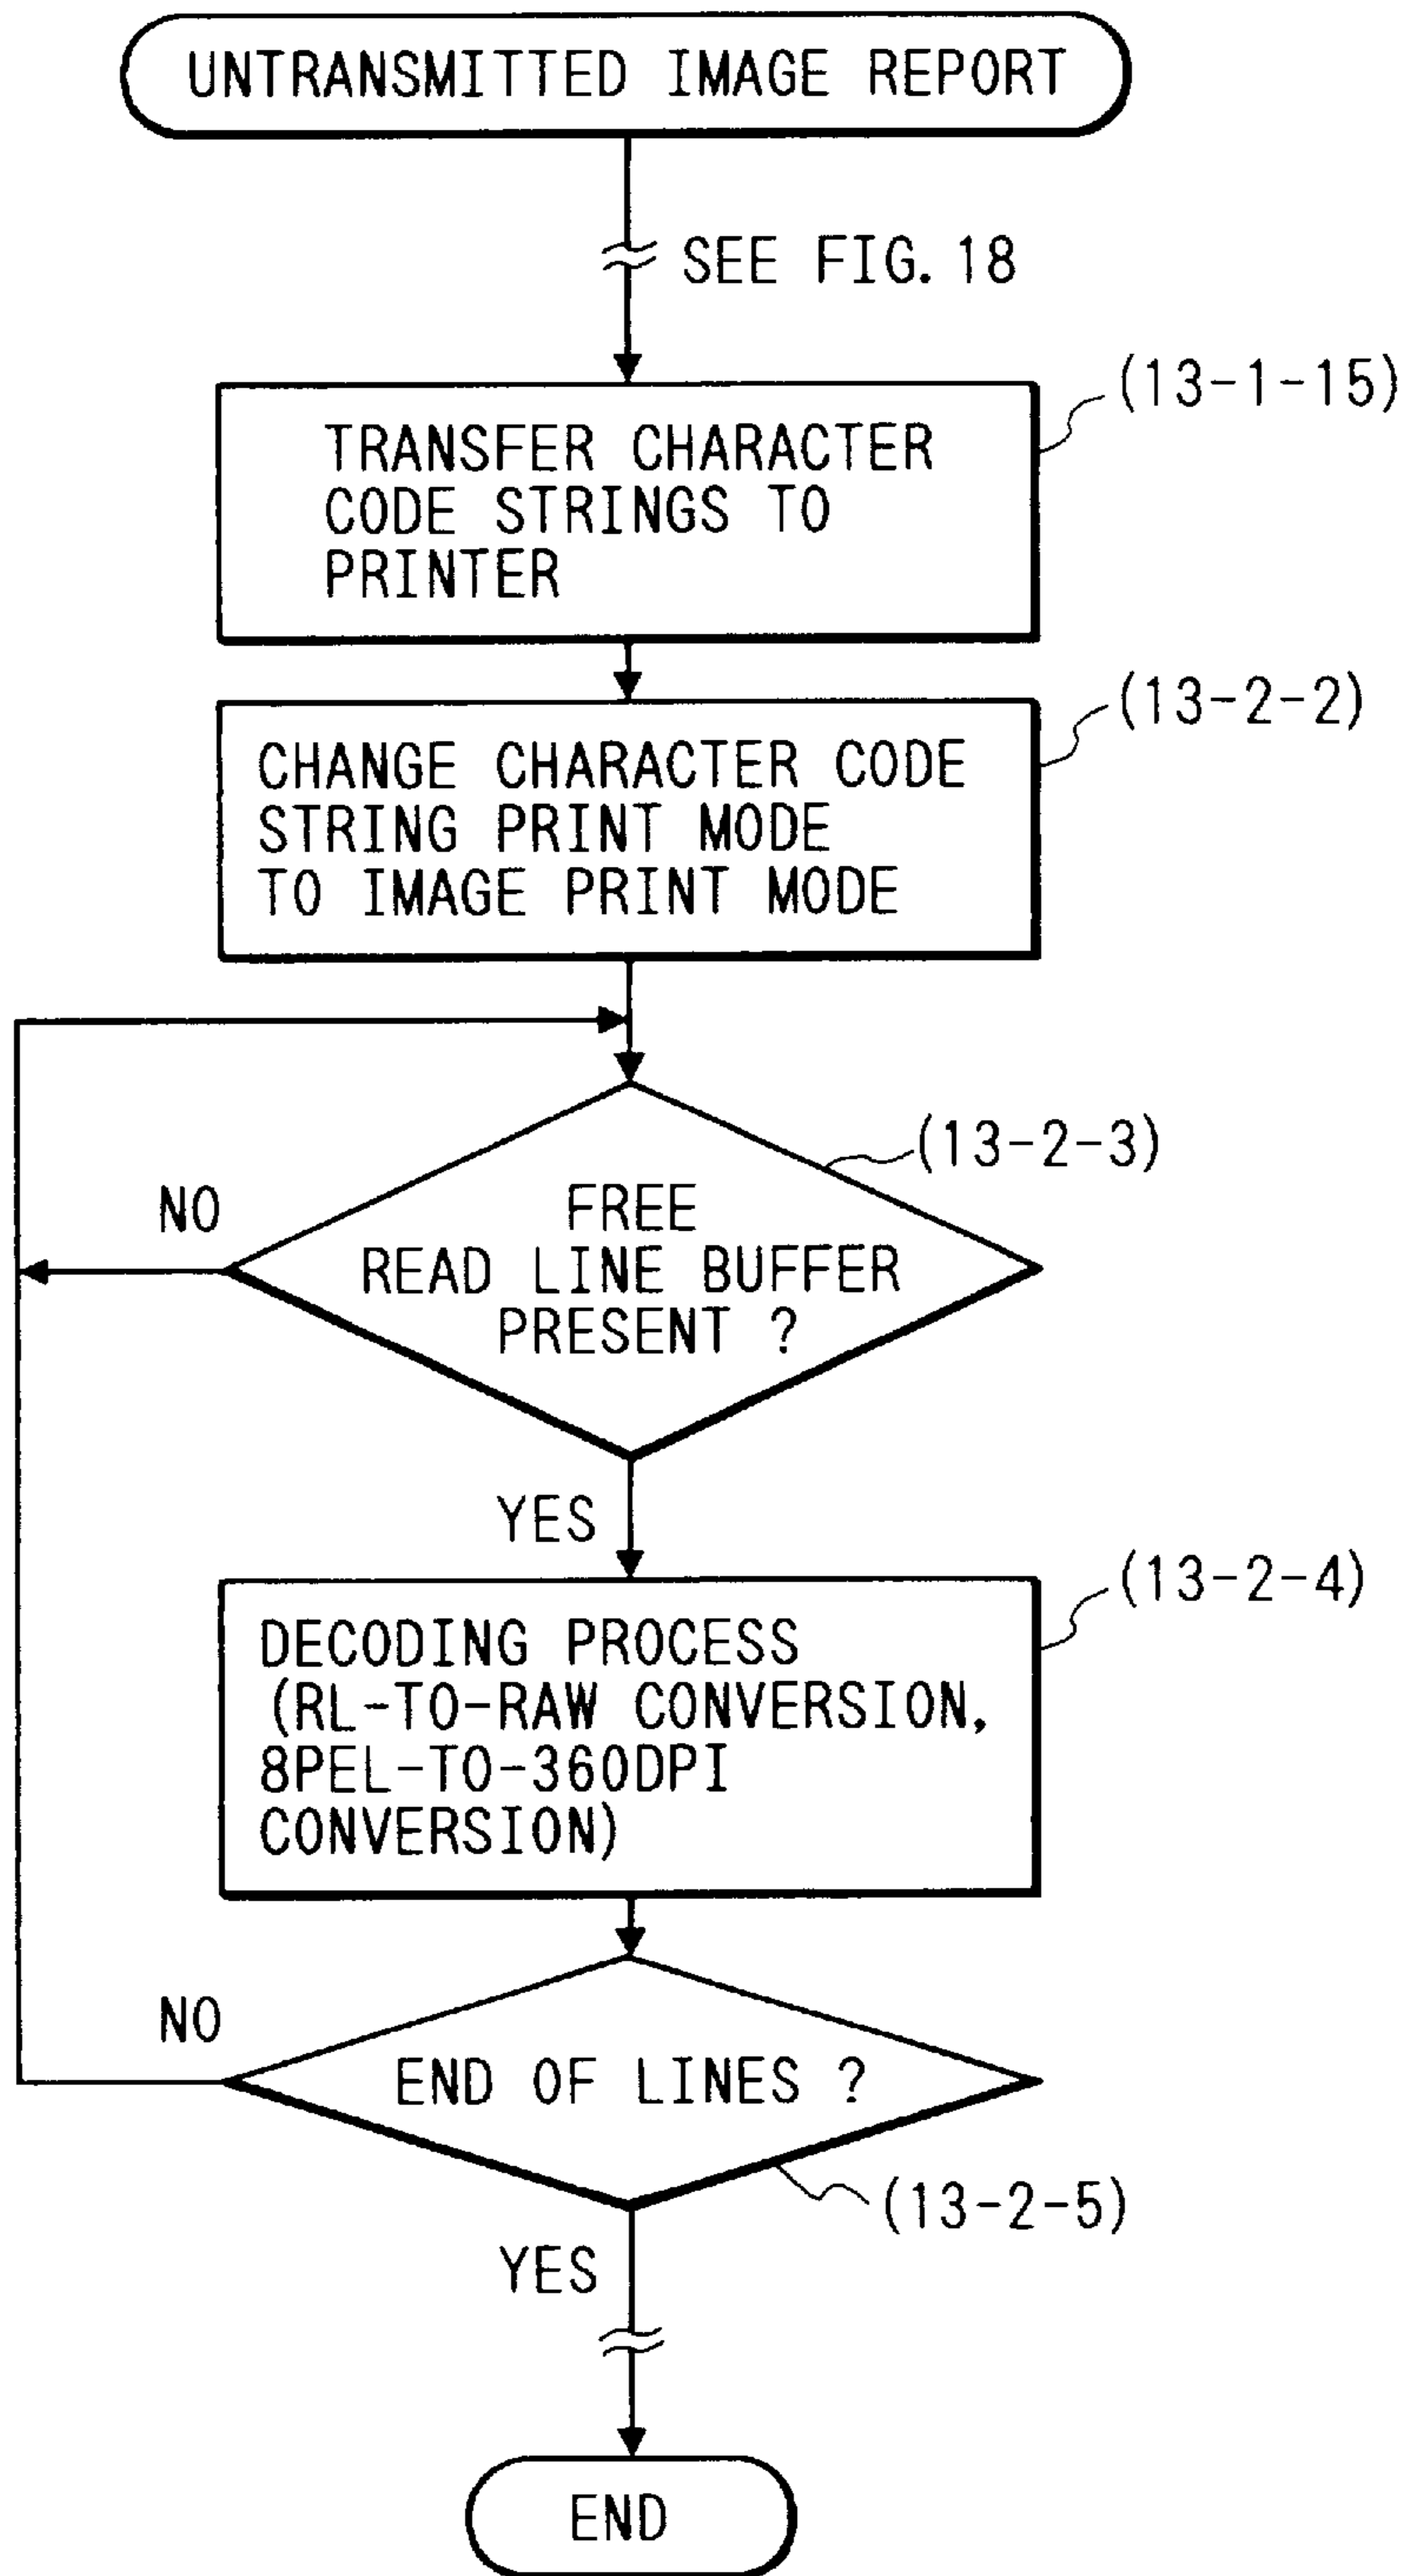 UNTRANSMITTED IMAGE REPORT
SEE FIG. 18
(13-1-15)
TRANSFER CHARACTER
CODE STRINGS TO
PRINTER
(13-2-2)
CHANGE CHARACTER CODE
STRING PRINT MODE
TO IMAGE PRINT MODE
(13-2-3)
NO
FREE
READ LINE BUFFER
PRESENT ?
YES
(13-2-4)
DECODING PROCESS
(RL-TO-RAW CONVERSION,
8PEL-TO-360DPI
CONVERSION)
NO
END OF LINES ?
(13-2-5)
YES
END